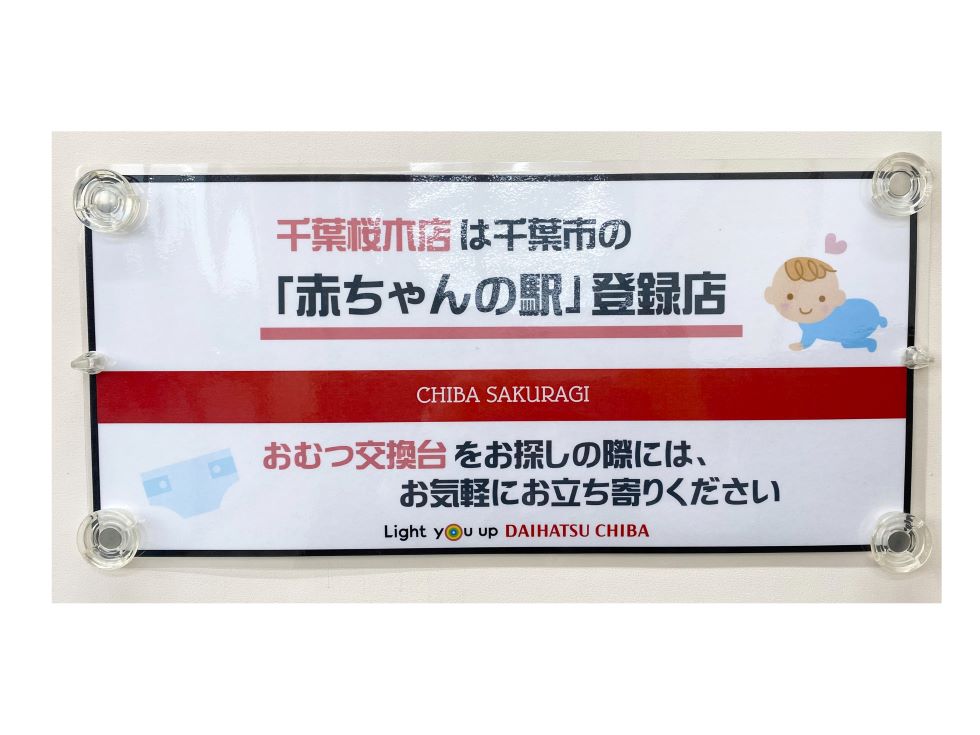 千葉桜木店は千葉市の
「赤ちゃんの駅」登録店
CHIBA SAKURAGI
おむつ交換台をお探しの際には、
お気軽にお立ち寄りください
Light you up DAIHATSU CHIBA